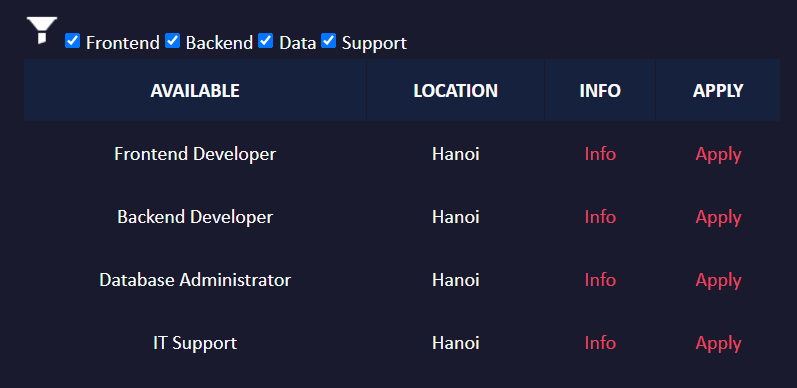 Frontend Backend Data Support
AVAILABLE LOCATION INFO APPLY
Frontend Developer Hanoi Info Apply
Backend Developer Hanoi Info Apply
Database Administrator Hanoi Info Apply
IT Support Hanoi Info Apply